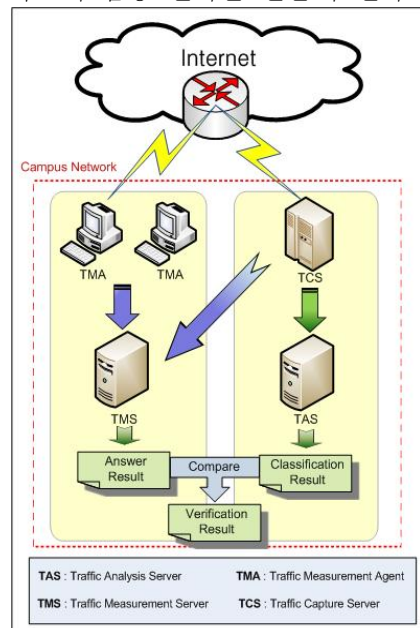 Internet
Campus Network
TMA
TMA
TCS
TMS
TAS
Answer
Result
Compare
Classification
Result
Verification
Result
TAS : Traffic Analysis Server
TMA : Traffic Measurement Agent
TMS : Traffic Measurement Server
TCS : Traffic Capture Server